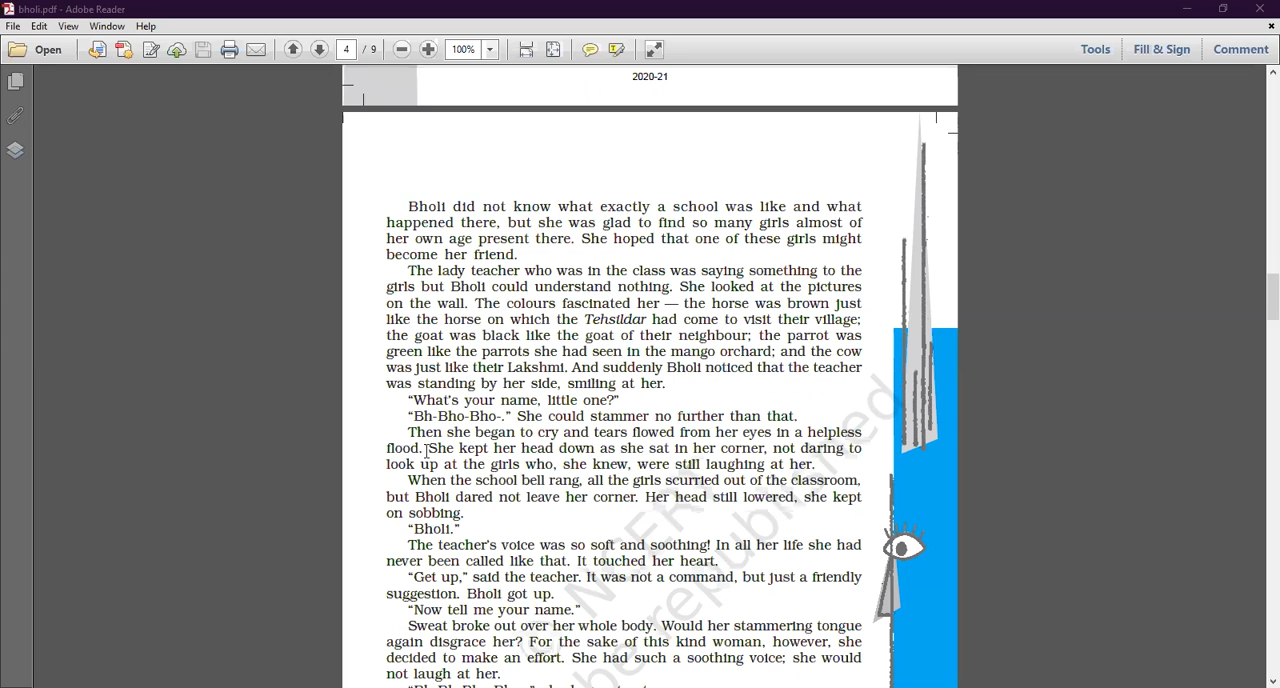 bholi.pdf - Adobe Reader
File Edit View Window Help
Open 4 / 9 100% Tools Fill & Sign Comment
2020-21
Bholi did not know what exactly a school was like and what
happened there, but she was glad to find so many girls almost of
her own age present there. She hoped that one of these girls might
become her friend.
The lady teacher who was in the class was saying something to the
girls but Bholi could understand nothing. She looked at the pictures
on the wall. The colours fascinated her — the horse was brown just
like the horse on which the Tehsildar had come to visit their village;
the goat was black like the goat of their neighbour; the parrot was
green like the parrots she had seen in the mango orchard; and the cow
was just like their Lakshmi. And suddenly Bholi noticed that the teacher
was standing by her side, smiling at her.
“What’s your name, little one?”
“Bh-Bho-Bho-.” She could stammer no further than that.
Then she began to cry and tears flowed from her eyes in a helpless
flood. She kept her head down as she sat in her corner, not daring to
look up at the girls who, she knew, were still laughing at her.
When the school bell rang, all the girls scurried out of the classroom,
but Bholi dared not leave her corner. Her head still lowered, she kept
on sobbing.
“Bholi.”
The teacher’s voice was so soft and soothing! In all her life she had
never been called like that. It touched her heart.
“Get up,” said the teacher. It was not a command, but just a friendly
suggestion. Bholi got up.
“Now tell me your name.”
Sweat broke out over her whole body. Would her stammering tongue
again disgrace her? For the sake of this kind woman, however, she
decided to make an effort. She had such a soothing voice; she would
not laugh at her.
© NCERT
be republished